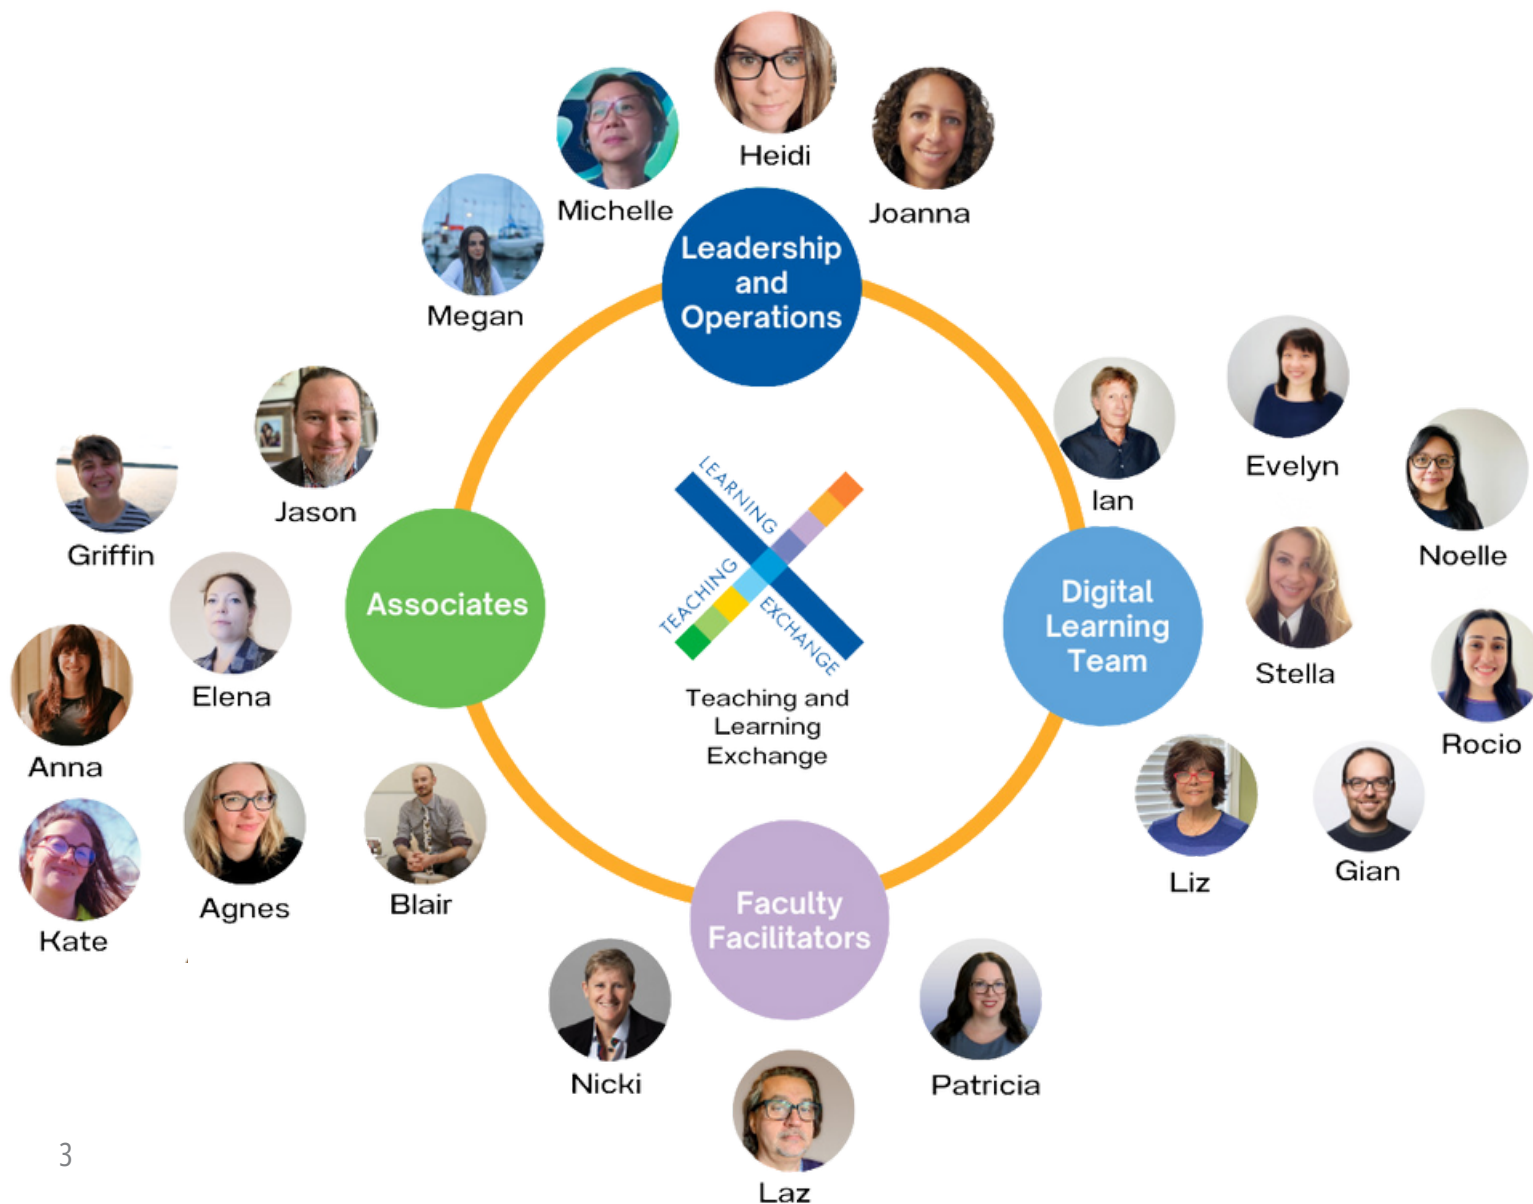 Heidi
Michelle
Joanna
Megan
Leadership
and
Operations
Jason
Griffin
Elena
Anna
Kate
Agnes
Blair
Associates
LEARNING
TEACHING
EXCHANGE
Teaching and
Learning
Exchange
Ian
Evelyn
Noelle
Stella
Rocio
Liz
Gian
Digital
Learning
Team
Faculty
Facilitators
Nicki
Laz
Patricia
3